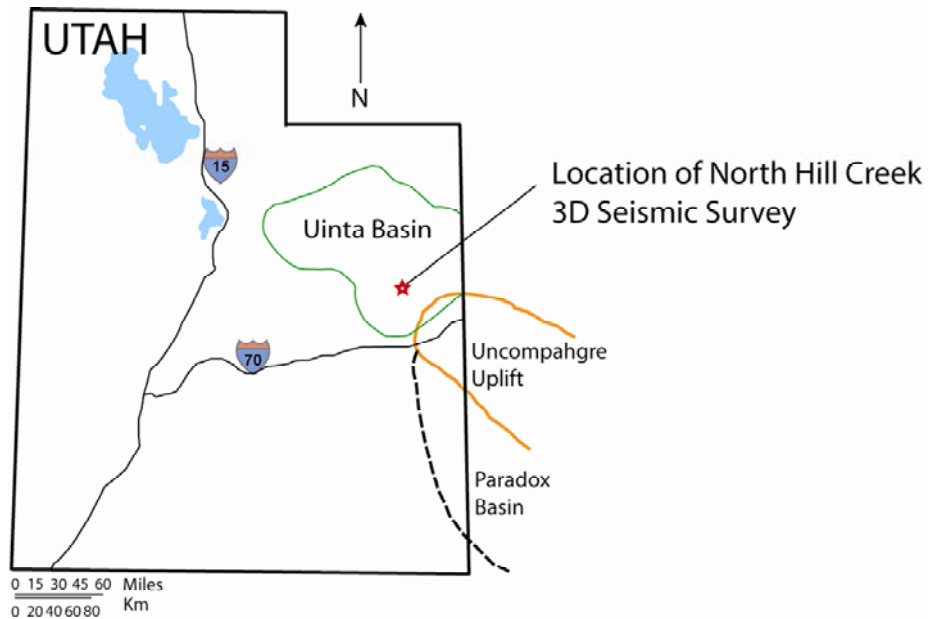 UTAH
N
15
Location of North Hill Creek
3D Seismic Survey
Uinta Basin
70
Uncompahgre
Uplift
Paradox
Basin
0 15 30 45 60 Miles
Km
0 20 40 60 80